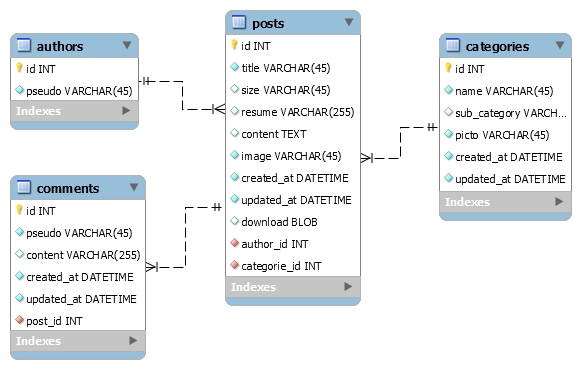 authors
id INT
pseudo VARCHAR(45)
Indexes
comments
id INT
pseudo VARCHAR(45)
content VARCHAR(255)
created_at DATETIME
updated_at DATETIME
post_id INT
Indexes
posts
id INT
title VARCHAR(45)
size VARCHAR(45)
resume VARCHAR(255)
content TEXT
image VARCHAR(45)
created_at DATETIME
updated_at DATETIME
download BLOB
author_id INT
categorie_id INT
Indexes
categories
id INT
name VARCHAR(45)
sub_category VARCH...
picto VARCHAR(45)
created_at DATETIME
updated_at DATETIME
Indexes